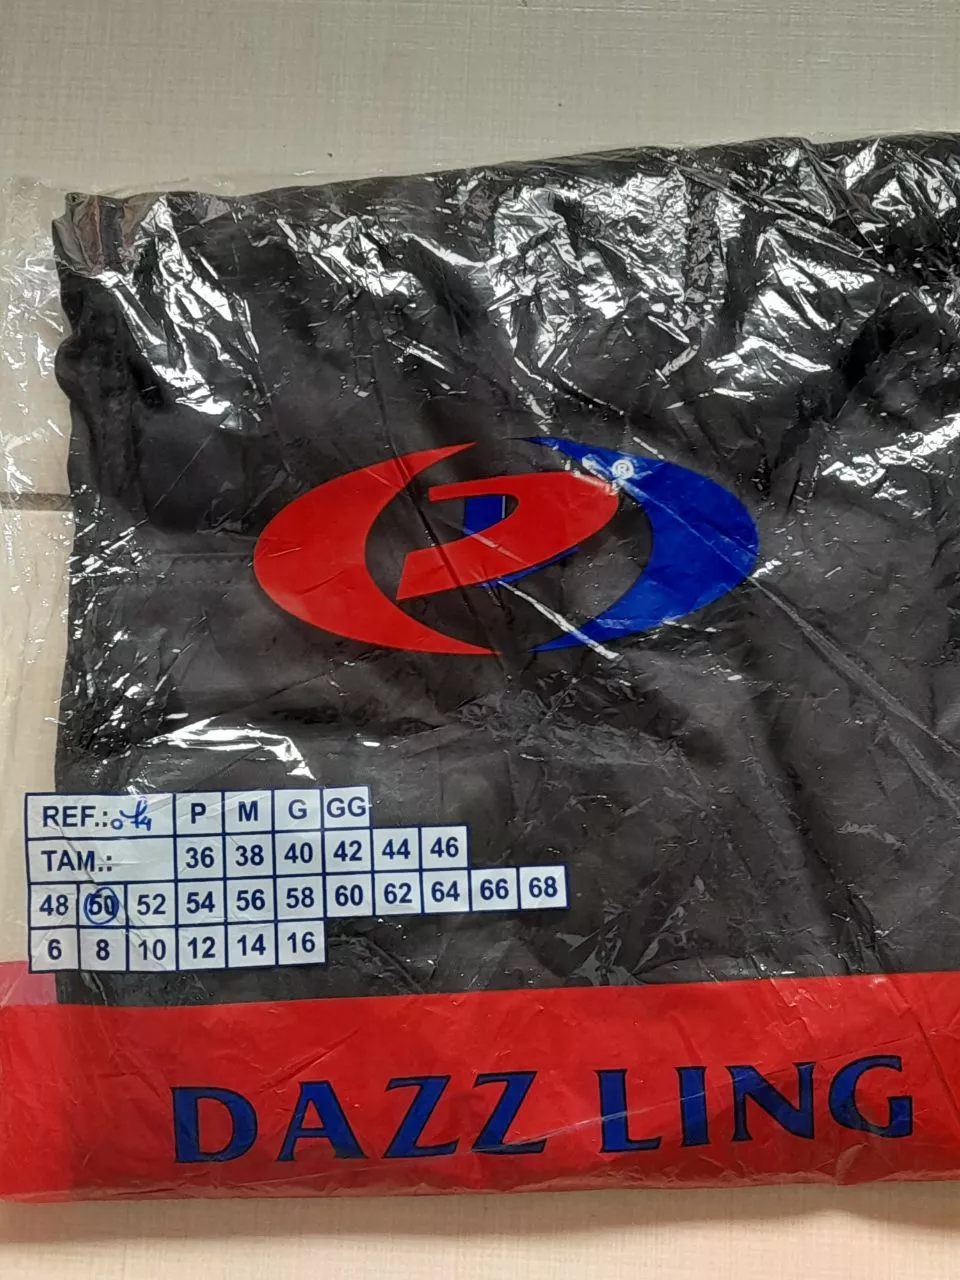 ®
REF.: P M G GG
TAM.: 36 38 40 42 44 46
48 50 52 54 56 58 60 62 64 66 68
6 8 10 12 14 16
DAZZ LING